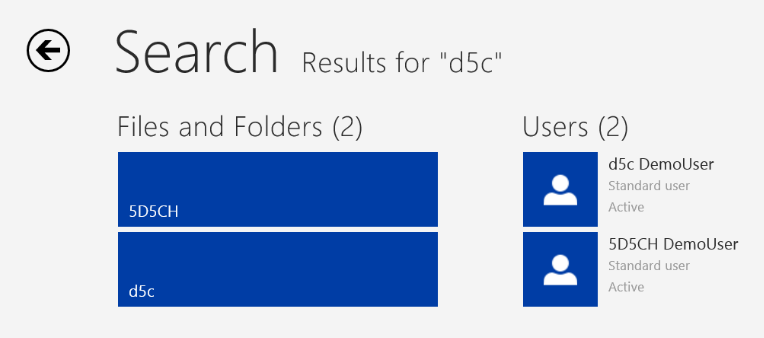 Search Results for "d5c"
Files and Folders (2)
5D5CH
d5c
Users (2)
d5c DemoUser
Standard user
Active
5D5CH DemoUser
Standard user
Active